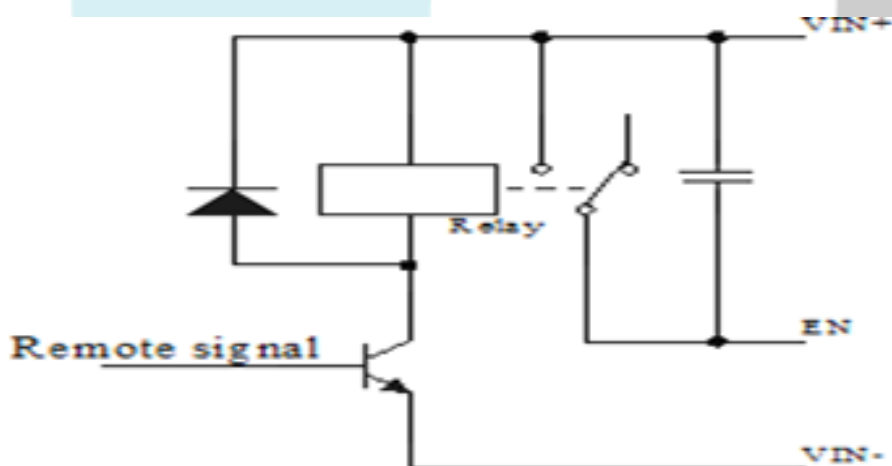 VIN+
Relay
EN
Remote signal
VIN-